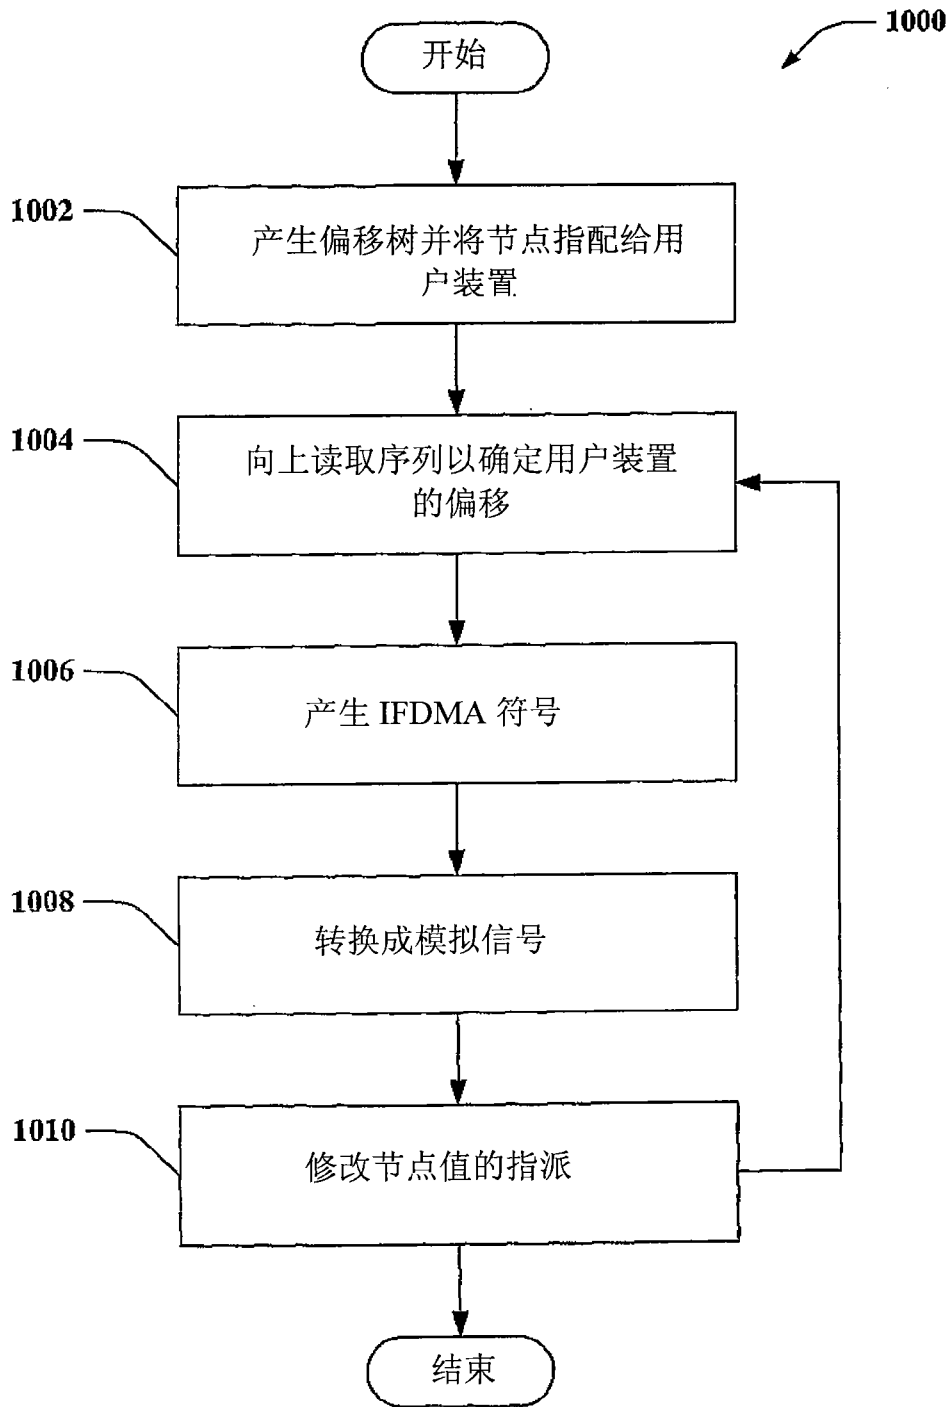 1000
开始
1002
产生偏移树并将节点指配给用
户装置
1004
向上读取序列以确定用户装置
的偏移
1006
产生 IFDMA 符号
1008
转换成模拟信号
1010
修改节点值的指派
结束